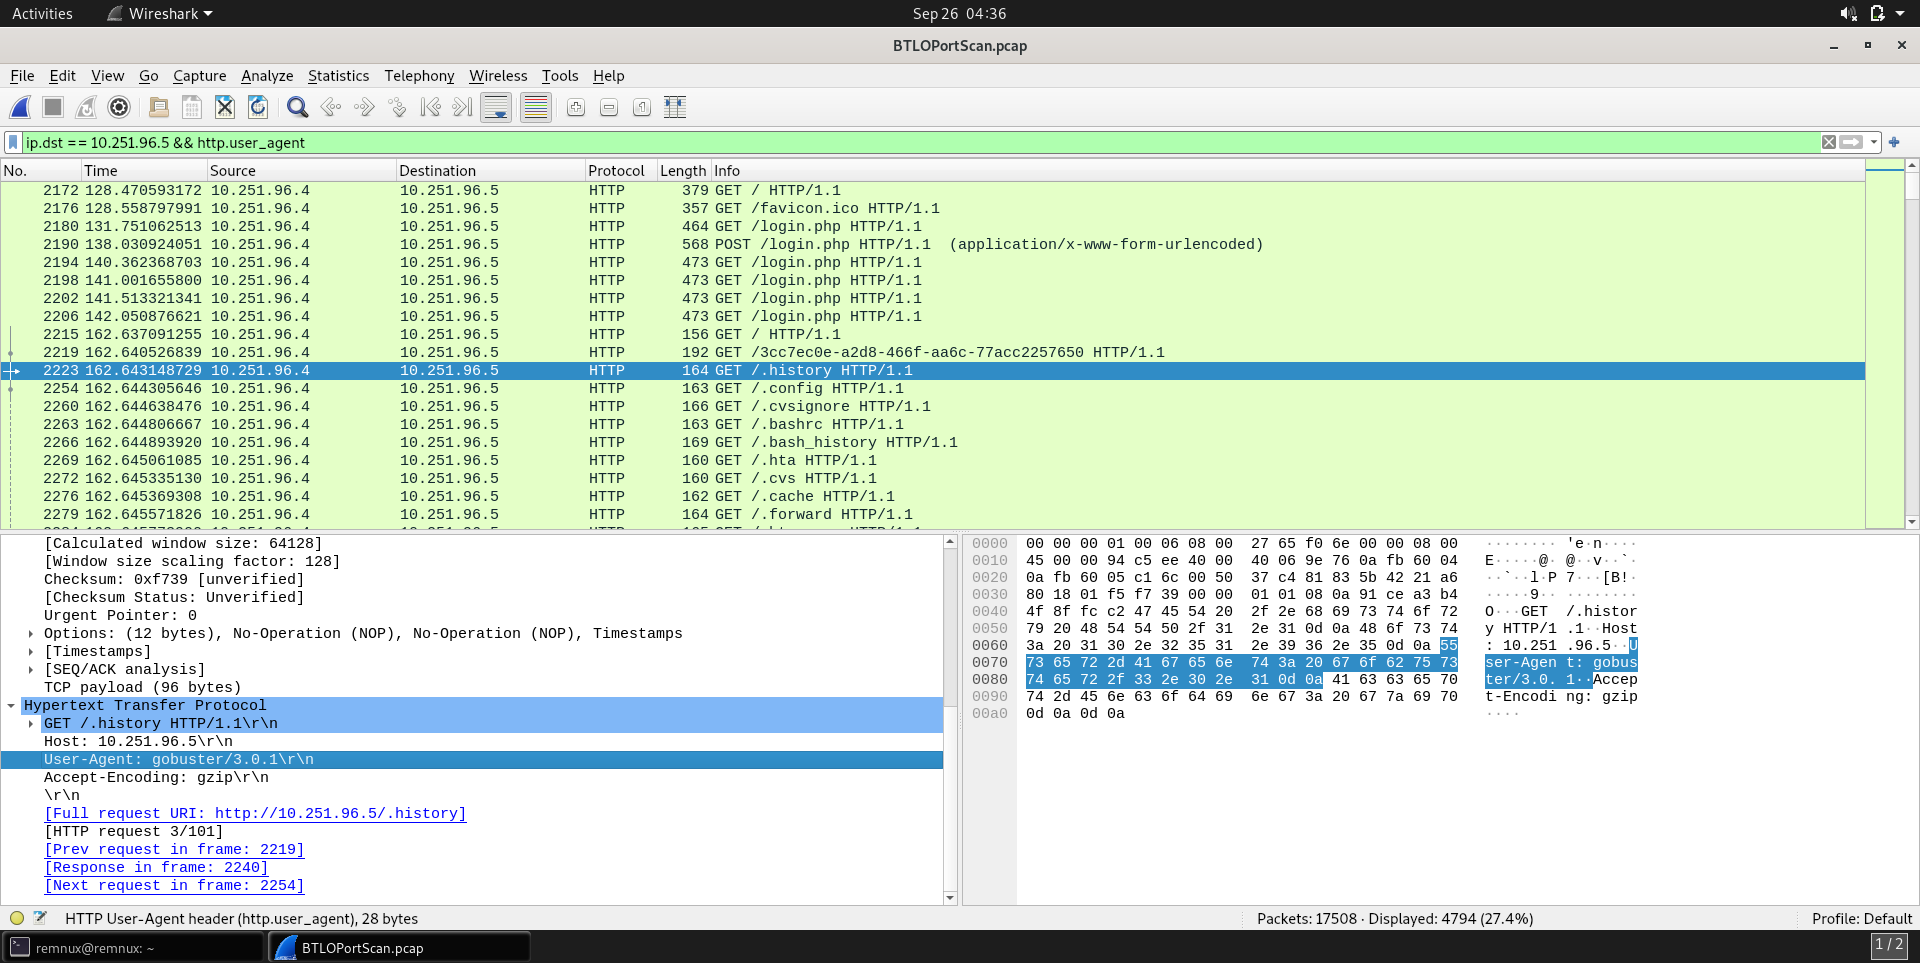 Activities Wireshark Sep 26 04:36
BTLOPortScan.pcap
File Edit View Go Capture Analyze Statistics Telephony Wireless Tools Help
ip.dst == 10.251.96.5 && http.user_agent
No. Time Source Destination Protocol Length Info
2172 128.470593172 10.251.96.4 10.251.96.5 HTTP 379 GET / HTTP/1.1
2176 128.558797991 10.251.96.4 10.251.96.5 HTTP 357 GET /favicon.ico HTTP/1.1
2180 131.751062513 10.251.96.4 10.251.96.5 HTTP 464 GET /login.php HTTP/1.1
2190 138.030924051 10.251.96.4 10.251.96.5 HTTP 568 POST /login.php HTTP/1.1 (application/x-www-form-urlencoded)
2194 140.362368703 10.251.96.4 10.251.96.5 HTTP 473 GET /login.php HTTP/1.1
2198 141.001655800 10.251.96.4 10.251.96.5 HTTP 473 GET /login.php HTTP/1.1
2202 141.513321341 10.251.96.4 10.251.96.5 HTTP 473 GET /login.php HTTP/1.1
2206 142.050876621 10.251.96.4 10.251.96.5 HTTP 473 GET /login.php HTTP/1.1
2215 162.637091255 10.251.96.4 10.251.96.5 HTTP 156 GET / HTTP/1.1
2219 162.640526839 10.251.96.4 10.251.96.5 HTTP 192 GET /3cc7ec0e-a2d8-466f-aa6c-77acc2257650 HTTP/1.1
2223 162.643148729 10.251.96.4 10.251.96.5 HTTP 164 GET /.history HTTP/1.1
2254 162.644305646 10.251.96.4 10.251.96.5 HTTP 163 GET /.config HTTP/1.1
2260 162.644638476 10.251.96.4 10.251.96.5 HTTP 166 GET /.cvsignore HTTP/1.1
2263 162.644806667 10.251.96.4 10.251.96.5 HTTP 163 GET /.bashrc HTTP/1.1
2266 162.644893920 10.251.96.4 10.251.96.5 HTTP 169 GET /.bash_history HTTP/1.1
2269 162.645061085 10.251.96.4 10.251.96.5 HTTP 160 GET /.hta HTTP/1.1
2272 162.645335130 10.251.96.4 10.251.96.5 HTTP 160 GET /.cvs HTTP/1.1
2276 162.645369308 10.251.96.4 10.251.96.5 HTTP 162 GET /.cache HTTP/1.1
2279 162.645571826 10.251.96.4 10.251.96.5 HTTP 164 GET /.forward HTTP/1.1
[Calculated window size: 64128]
[Window size scaling factor: 128]
Checksum: 0xf739 [unverified]
[Checksum Status: Unverified]
Urgent Pointer: 0
Options: (12 bytes), No-Operation (NOP), No-Operation (NOP), Timestamps
[Timestamps]
[SEQ/ACK analysis]
TCP payload (96 bytes)
Hypertext Transfer Protocol
GET /.history HTTP/1.1\r\n
Host: 10.251.96.5\r\n
User-Agent: gobuster/3.0.1\r\n
Accept-Encoding: gzip\r\n
\r\n
[Full request URI: http://10.251.96.5/.history]
[HTTP request 3/101]
[Prev request in frame: 2219]
[Response in frame: 2240]
[Next request in frame: 2254]
0000 00 00 00 01 00 06 08 00 27 65 f0 6e 00 00 08 00 ········ 'e·n····
0010 45 00 00 94 c5 ee 40 00 40 06 9e 76 0a fb 60 04 E·····@· @··v··`·
0020 0a fb 60 05 c1 6c 00 50 37 c4 81 83 5b 42 21 a6 ··`··l·P 7···[B!·
0030 80 18 01 f5 f7 39 00 00 01 01 08 0a 91 ce a3 b4 ·····9·· ········
0040 4f 8f fc c2 47 45 54 20 2f 2e 68 69 73 74 6f 72 O···GET /.histor
0050 79 20 48 54 54 50 2f 31 2e 31 0d 0a 48 6f 73 74 y HTTP/1 .1··Host
0060 3a 20 31 30 2e 32 35 31 2e 39 36 2e 35 0d 0a 55 : 10.251 .96.5··U
0070 73 65 72 2d 41 67 65 6e 74 3a 20 67 6f 62 75 73 ser-Agen t: gobus
0080 74 65 72 2f 33 2e 30 2e 31 0d 0a 41 63 63 65 70 ter/3.0. 1··Accep
0090 74 2d 45 6e 63 6f 64 69 6e 67 3a 20 67 7a 69 70 t-Encodi ng: gzip
00a0 0d 0a 0d 0a ····
HTTP User-Agent header (http.user_agent), 28 bytes Packets: 17508 · Displayed: 4794 (27.4%) Profile: Default
remnux@remnux: ~ BTLOPortScan.pcap 1 / 2